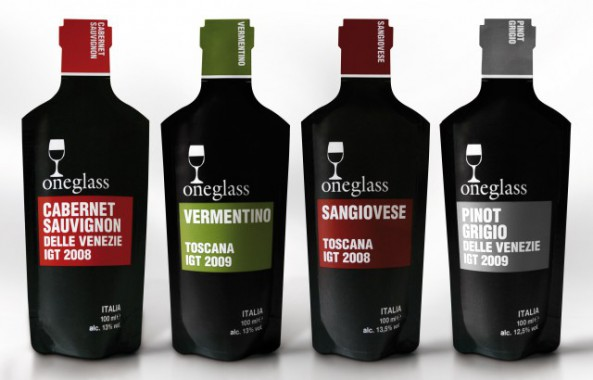 CABERNET
SAUVIGNON
oneglass
CABERNET
SAUVIGNON
DELLE VENEZIE
IGT 2008
ITALIA
100 ml e
alc. 13% vol.
VERMENTINO
oneglass
VERMENTINO
TOSCANA
IGT 2009
ITALIA
100 ml e
alc. 13% vol.
SANGIOVESE
oneglass
SANGIOVESE
TOSCANA
IGT 2008
ITALIA
100 ml e
alc. 13,5% vol.
PINOT
GRIGIO
oneglass
PINOT
GRIGIO
DELLE VENEZIE
IGT 2009
ITALIA
100 ml e
alc. 12,5% vol.